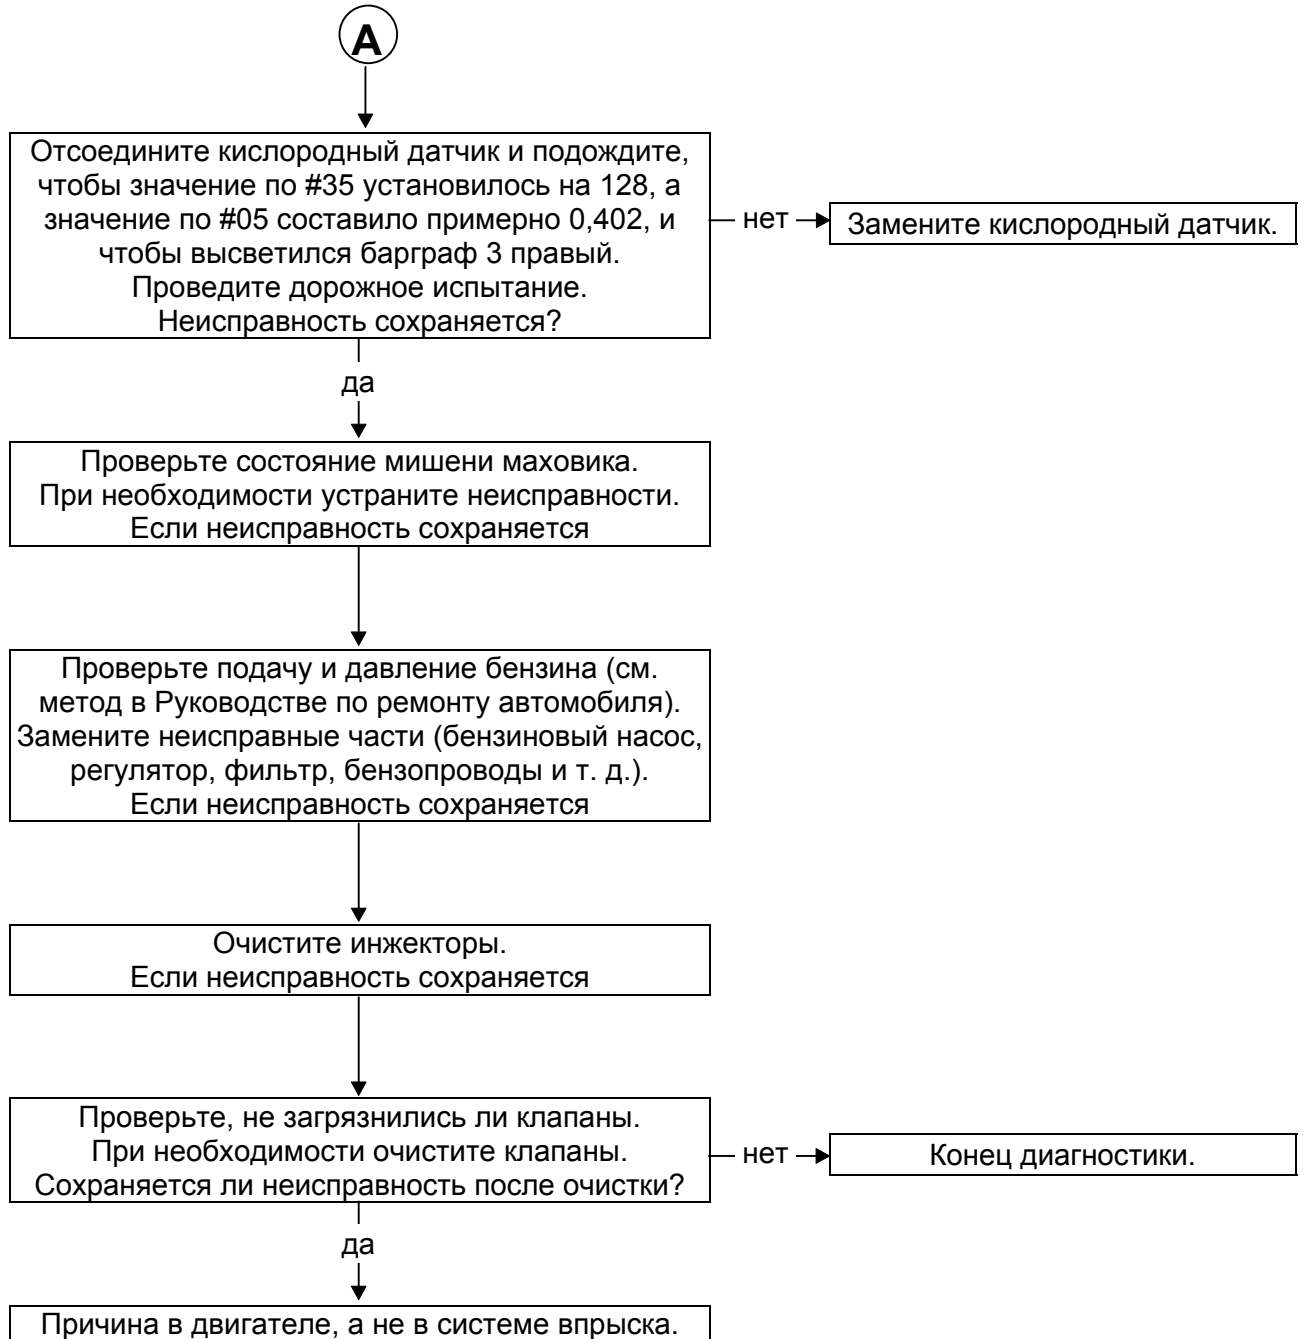 A
Отсоедините кислородный датчик и подождите,
чтобы значение по #35 установилось на 128, а
значение по #05 составило примерно 0,402, и
чтобы высветился барграф 3 правый.
Проведите дорожное испытание.
Неисправность сохраняется?
нет
Замените кислородный датчик.
да
Проверьте состояние мишени маховика.
При необходимости устраните неисправности.
Если неисправность сохраняется
Проверьте подачу и давление бензина (см.
метод в Руководстве по ремонту автомобиля).
Замените неисправные части (бензиновый насос,
регулятор, фильтр, бензопроводы и т. д.).
Если неисправность сохраняется
Очистите инжекторы.
Если неисправность сохраняется
Проверьте, не загрязнились ли клапаны.
При необходимости очистите клапаны.
Сохраняется ли неисправность после очистки?
нет
Конец диагностики.
да
Причина в двигателе, а не в системе впрыска.